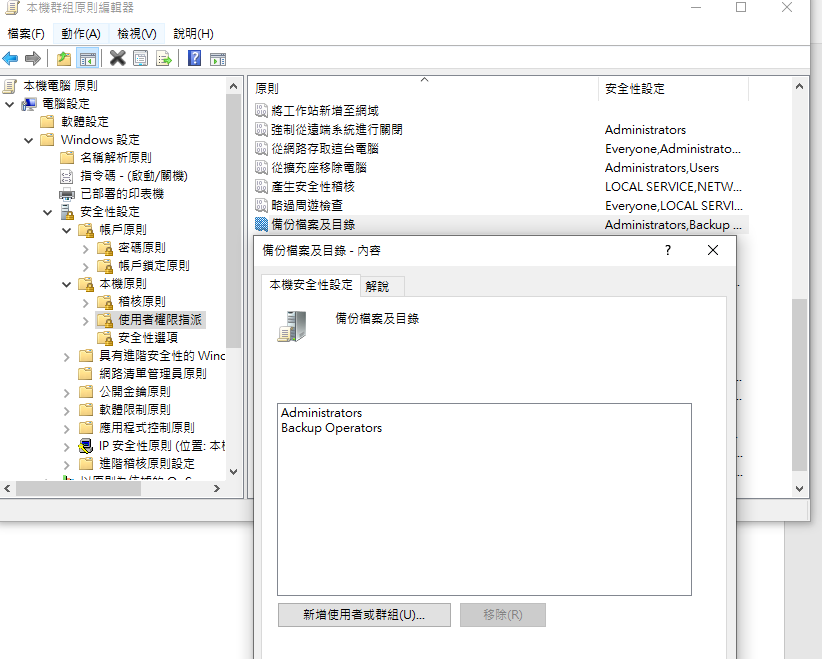 本機群組原則編輯器
檔案(F) 動作(A) 檢視(V) 說明(H)
本機電腦 原則
電腦設定
軟體設定
Windows 設定
名稱解析原則
指令碼 - (啟動/關機)
已部署的印表機
安全性設定
帳戶原則
密碼原則
帳戶鎖定原則
本機原則
稽核原則
使用者權限指派
安全性選項
具有進階安全性的 Winc
網路清單管理員原則
公開金鑰原則
軟體限制原則
應用程式控制原則
IP 安全性原則 (位置: 本機
進階稽核原則設定
原則 安全性設定
將工作站新增至網域
強制從遠端系統進行關閉 Administrators
從網路存取這台電腦 Everyone,Administrato...
從擴充座移除電腦 Administrators,Users
產生安全性稽核 LOCAL SERVICE,NETW...
略過周遊檢查 Everyone,LOCAL SERVI...
備份檔案及目錄 Administrators,Backup ...
備份檔案及目錄 - 內容 ?
本機安全性設定 解說
備份檔案及目錄
Administrators
Backup Operators
新增使用者或群組(U)... 移除(R)